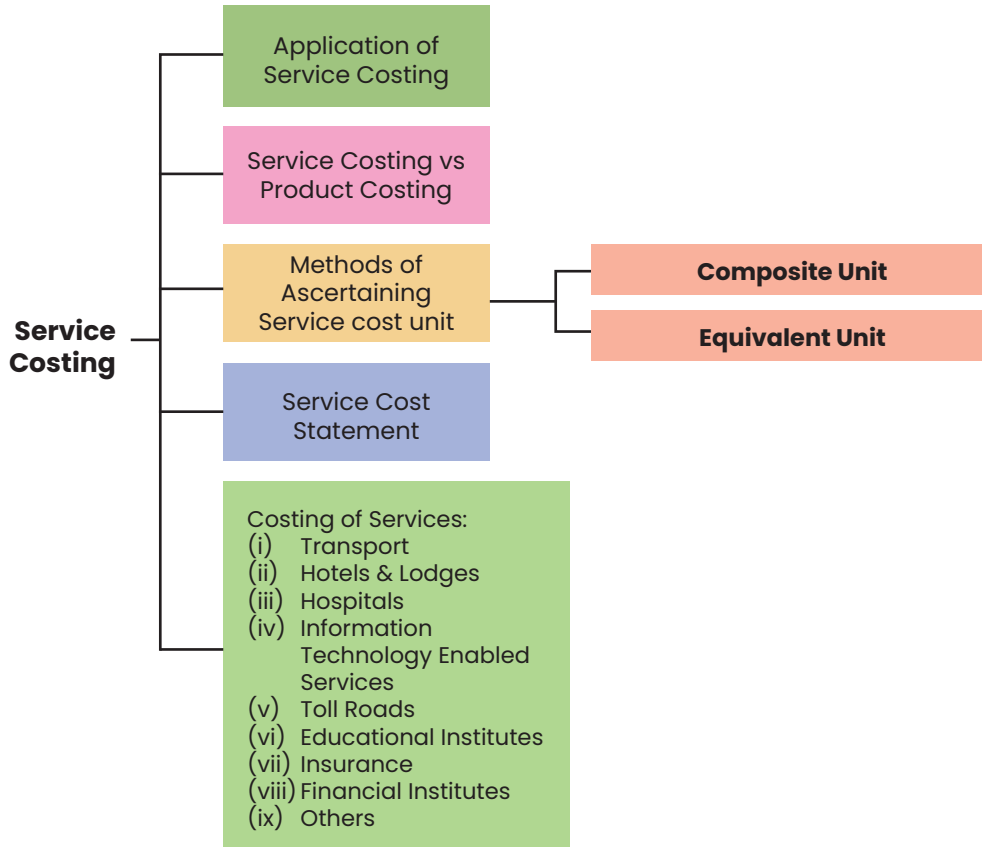 Service
Costing
Application of
Service Costing
Service Costing vs
Product Costing
Methods of
Ascertaining
Service cost unit
Composite Unit
Equivalent Unit
Service Cost
Statement
Costing of Services:
(i) Transport
(ii) Hotels & Lodges
(iii) Hospitals
(iv) Information
Technology Enabled
Services
(v) Toll Roads
(vi) Educational Institutes
(vii) Insurance
(viii) Financial Institutes
(ix) Others